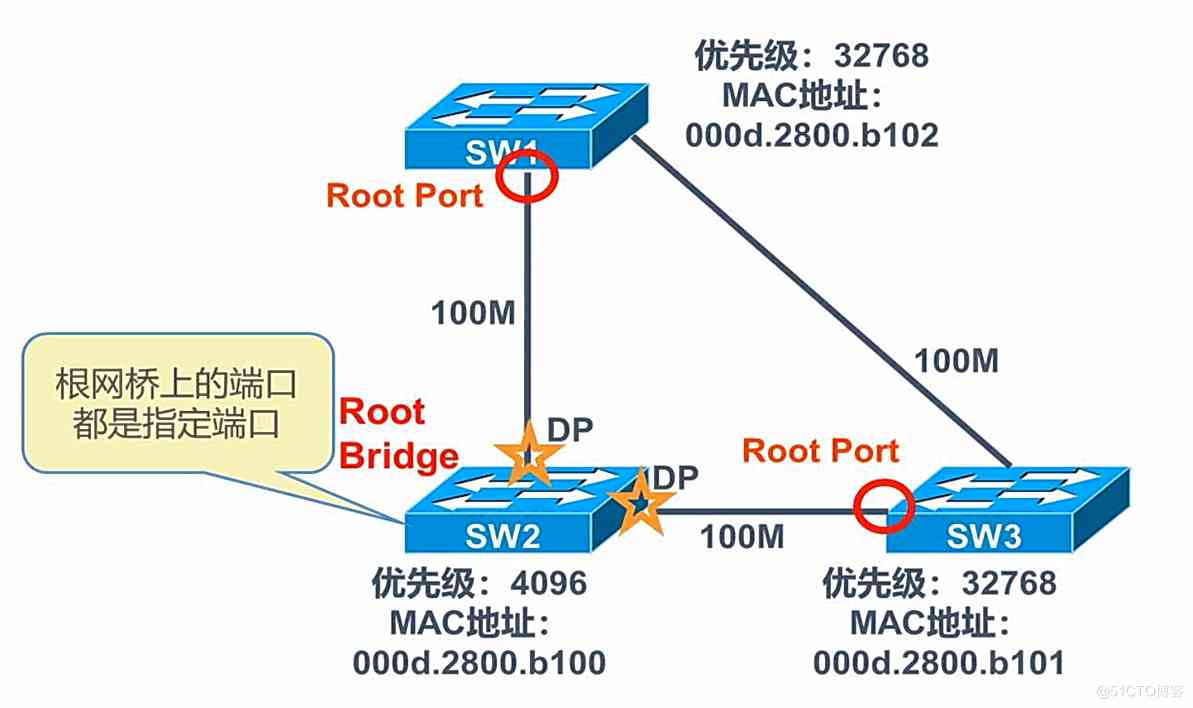 优先级：32768
MAC地址：
000d.2800.b102
SW1
Root Port
100M
100M
根网桥上的端口
都是指定端口
Root
Bridge
DP
DP
Root Port
SW2
100M
SW3
优先级：4096
MAC地址：
000d.2800.b100
优先级：32768
MAC地址：
000d.2800.b101
@51CTO博客